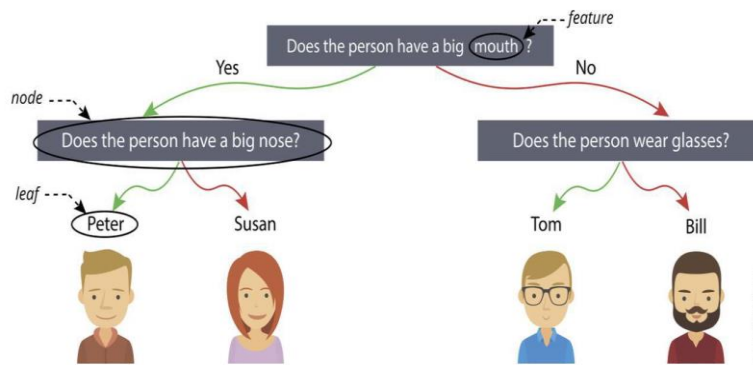 feature
Does the person have a big mouth ?
Yes
No
node
Does the person have a big nose?
Does the person wear glasses?
leaf
Peter
Susan
Tom
Bill